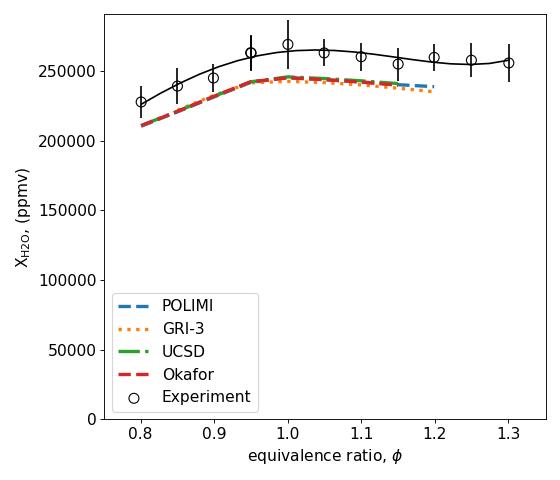 250000
200000
150000
100000
50000
0
X_H2O, (ppmv)
POLIMI
GRI-3
UCSD
Okafor
Experiment
0.8 0.9 1.0 1.1 1.2 1.3
equivalence ratio, ϕ